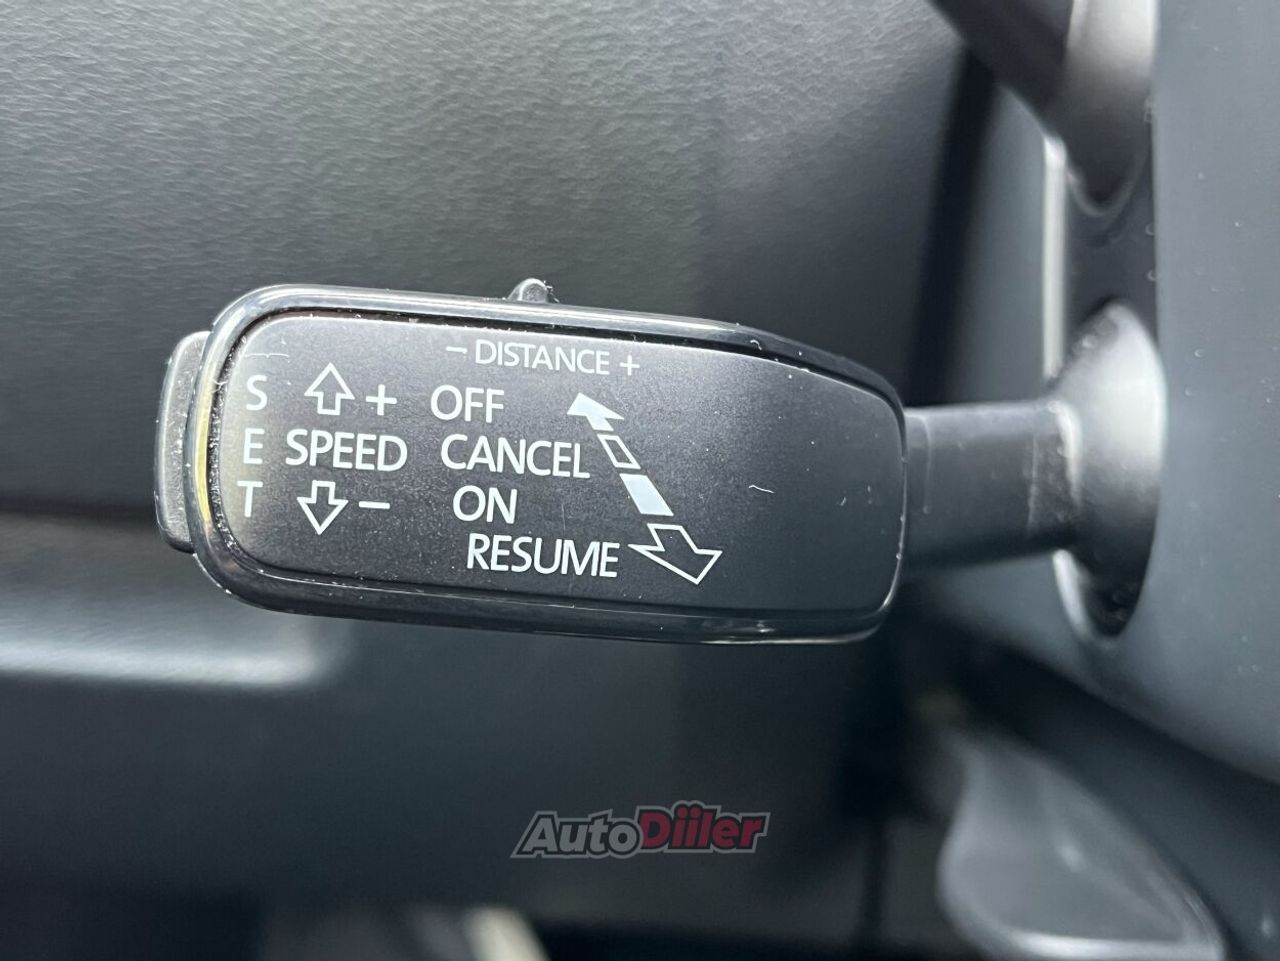 − DISTANCE +
S + OFF
E SPEED CANCEL
T − ON
RESUME
AutoDiiler